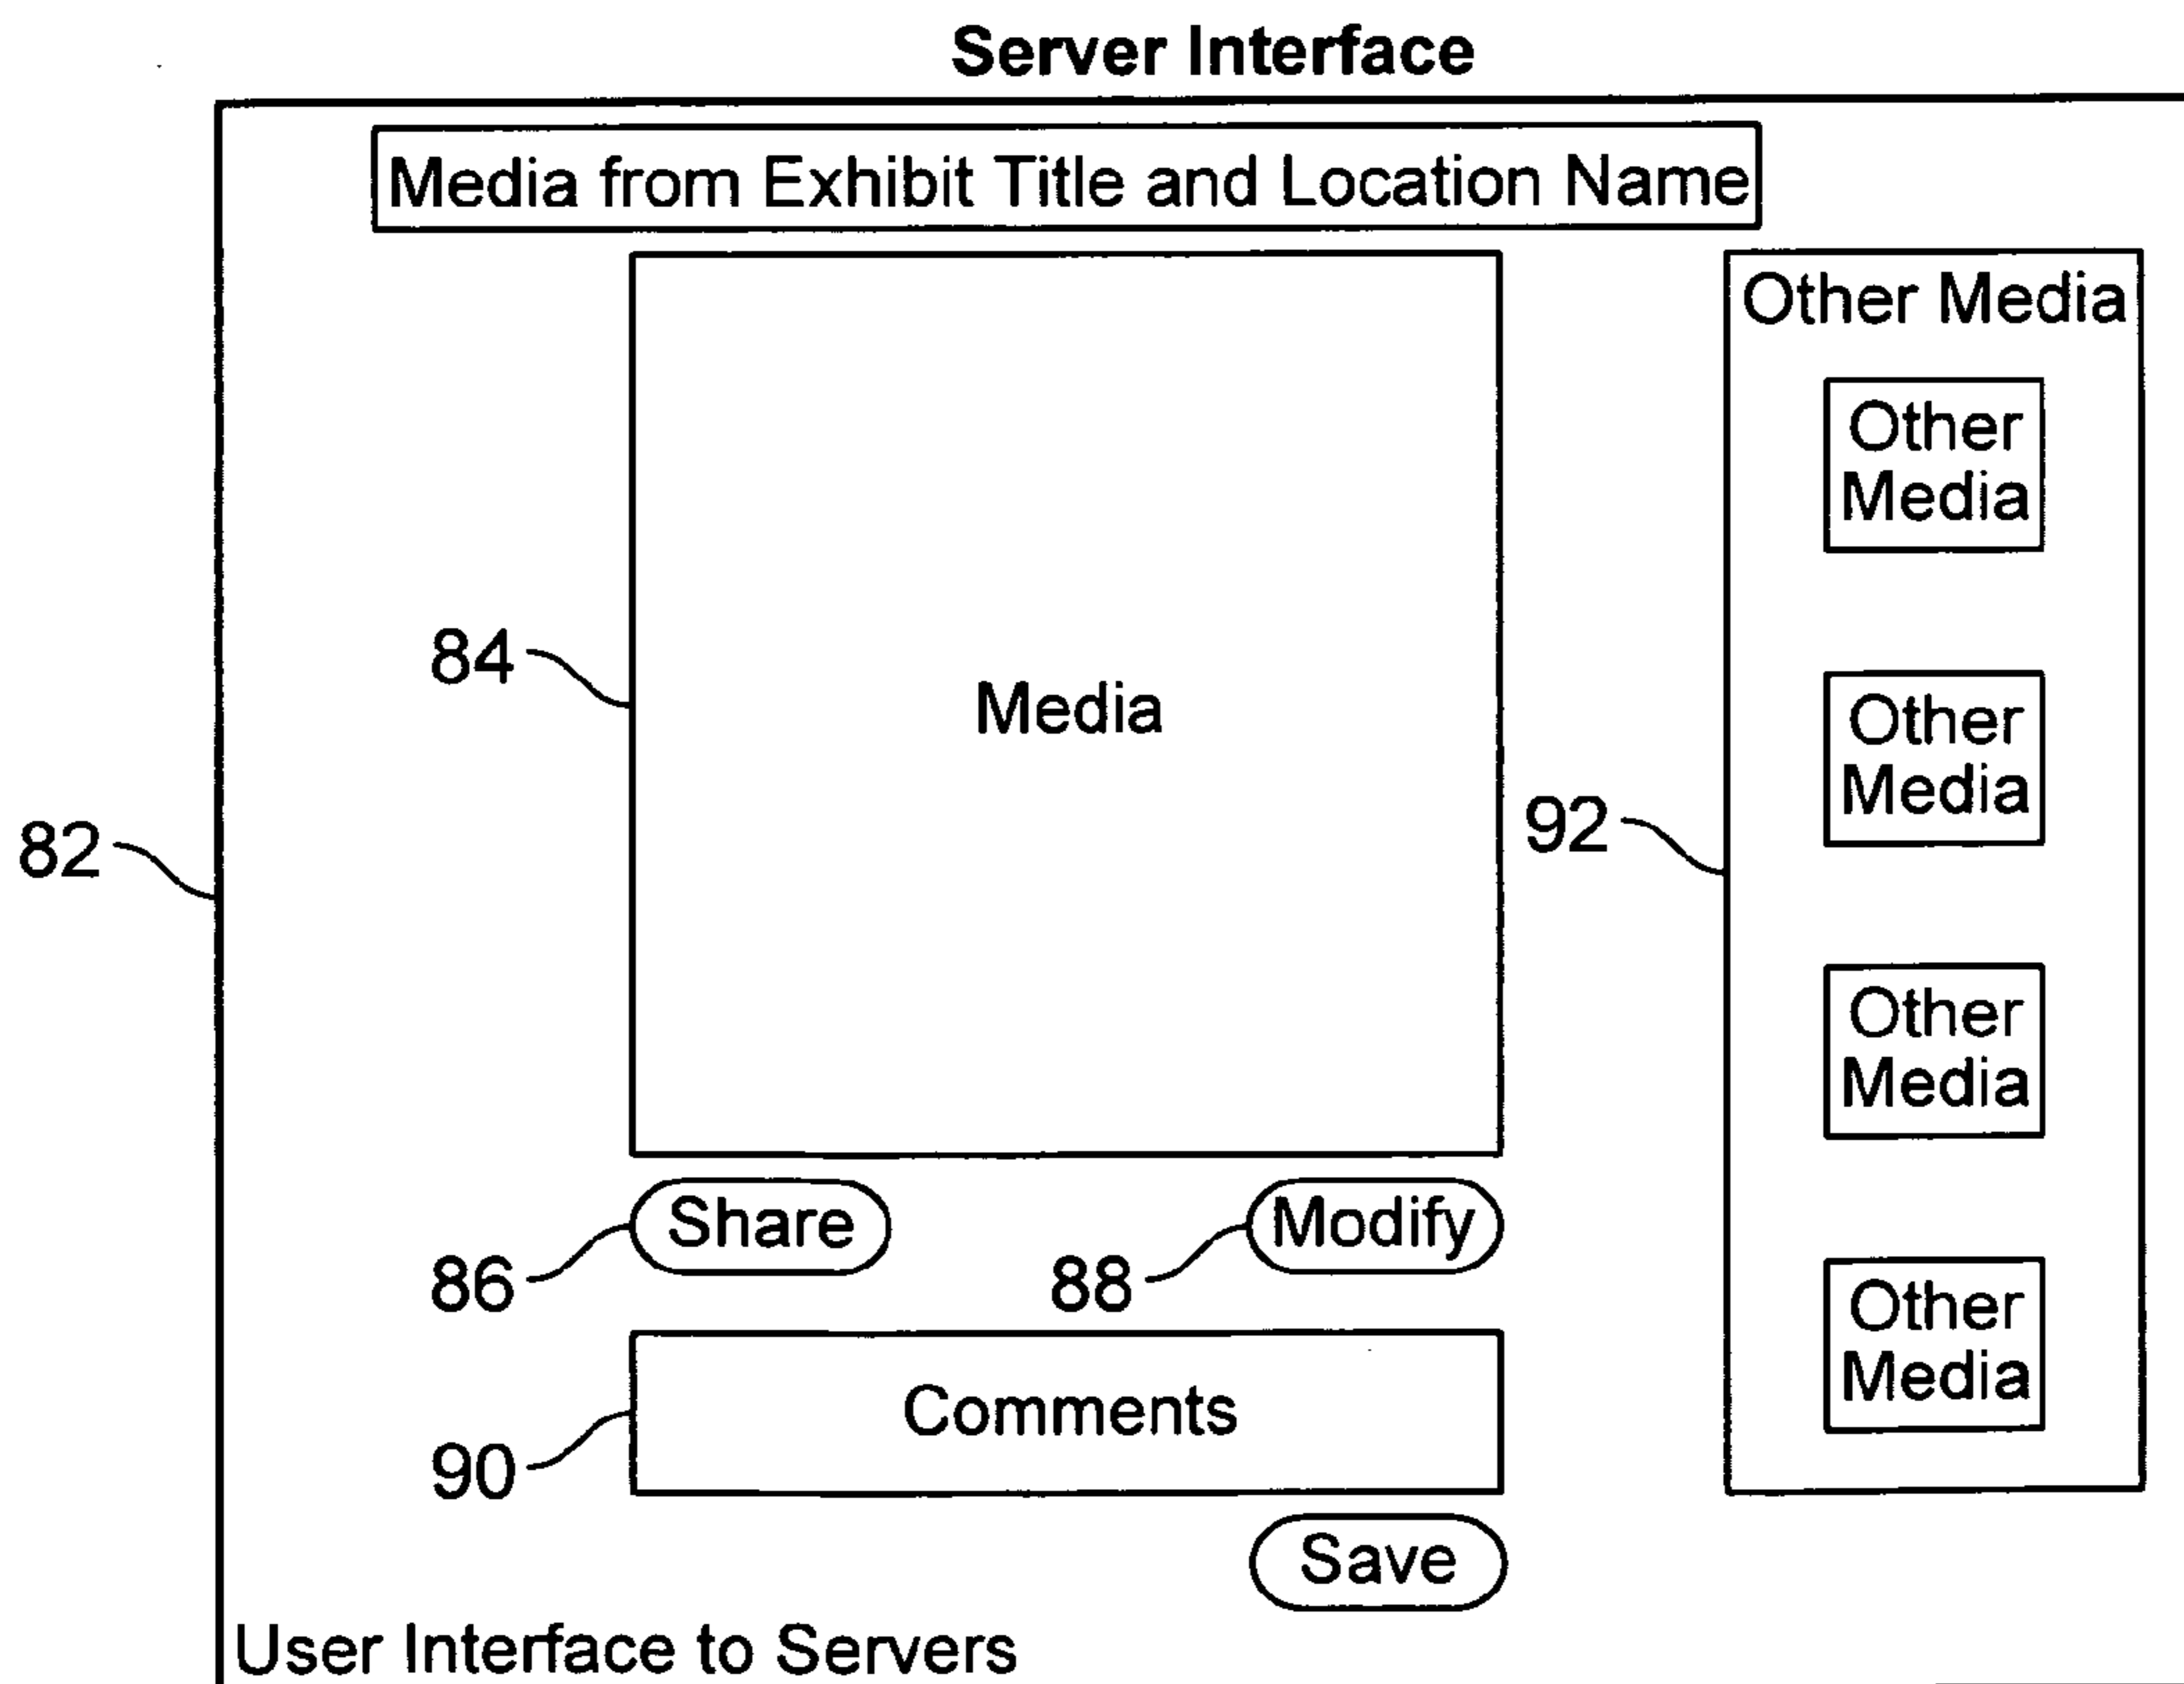 Server Interface
Media from Exhibit Title and Location Name
84
Media
82
Share
Modify
86
88
Comments
90
Save
User Interface to Servers
Other Media
Other
Media
Other
Media
92
Other
Media
Other
Media